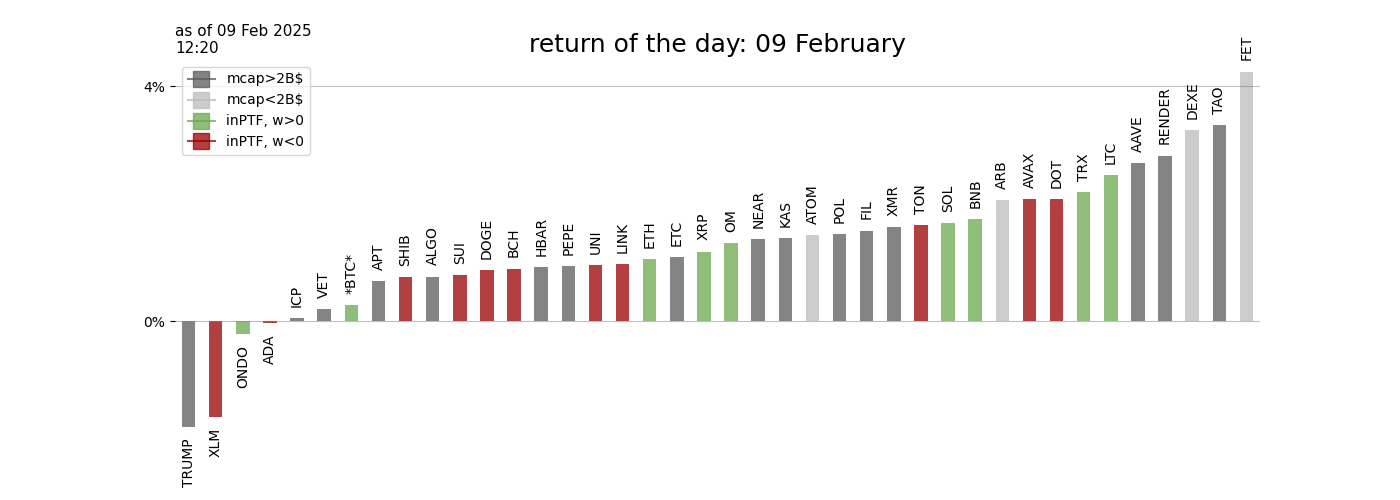 as of 09 Feb 2025
12:20
return of the day: 09 February
mcap>2B$
mcap<2B$
inPTF, w>0
inPTF, w<0
4%
0%
TRUMP
XLM
ONDO
ADA
ICP
VET
*BTC*
APT
SHIB
ALGO
SUI
DOGE
BCH
HBAR
PEPE
UNI
LINK
ETH
ETC
XRP
OM
NEAR
KAS
ATOM
POL
FIL
XMR
TON
SOL
BNB
ARB
AVAX
DOT
TRX
LTC
AAVE
RENDER
DEXE
TAO
FET